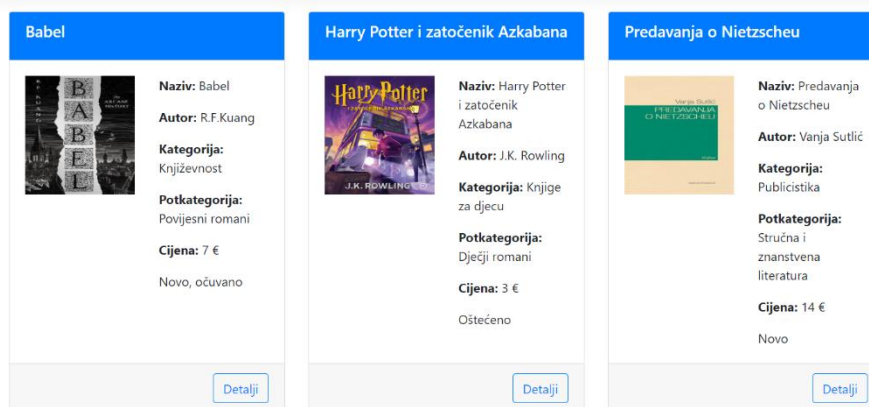 Babel
R.F. KUANG
B
A
B
E
L
Naziv: Babel
Autor: R.F.Kuang
Kategorija:
Književnost
Potkategorija:
Povijesni romani
Cijena: 7 €
Novo, očuvano
Detalji
Harry Potter i zatočenik Azkabana
Harry Potter
J.K. ROWLING
Naziv: Harry Potter
i zatočenik
Azkabana
Autor: J.K. Rowling
Kategorija: Knjige
za djecu
Potkategorija:
Dječji romani
Cijena: 3 €
Oštećeno
Detalji
Predavanja o Nietzscheu
Vanja Sutlić
PREDAVANJA
O NIETZSCHEU
Naziv: Predavanja
o Nietzscheu
Autor: Vanja Sutlić
Kategorija:
Publicistika
Potkategorija:
Stručna i
znanstvena
literatura
Cijena: 14 €
Novo
Detalji